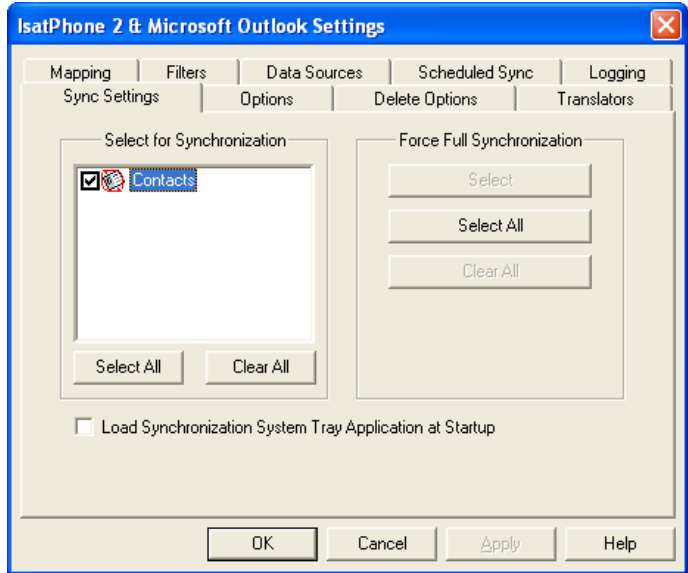 IsatPhone 2 & Microsoft Outlook Settings
Mapping Filters Data Sources Scheduled Sync Logging
Sync Settings Options Delete Options Translators
Select for Synchronization
Contacts
Select All Clear All
Force Full Synchronization
Select
Select All
Clear All
Load Synchronization System Tray Application at Startup
OK Cancel Apply Help